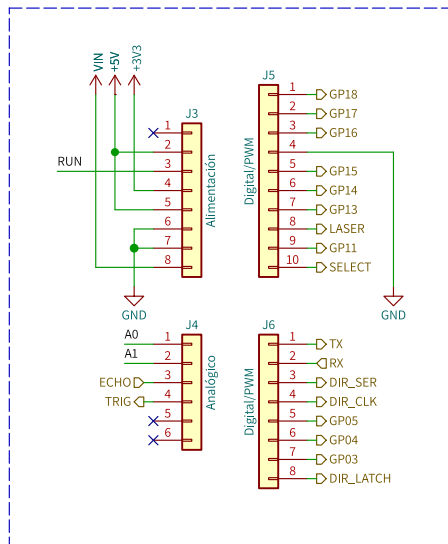 VIN
+5V
+3V3
J3
1
2
3
4
5
6
7
8
RUN
Alimentación
GND
J5
1
2
3
4
5
6
7
8
9
10
Digital/PWM
GP18
GP17
GP16
GP15
GP14
GP13
LASER
GP11
SELECT
GND
J4
A0
A1
ECHO
TRIG
1
2
3
4
5
6
Analógico
J6
1
2
3
4
5
6
7
8
Digital/PWM
TX
RX
DIR_SER
DIR_CLK
GP05
GP04
GP03
DIR_LATCH